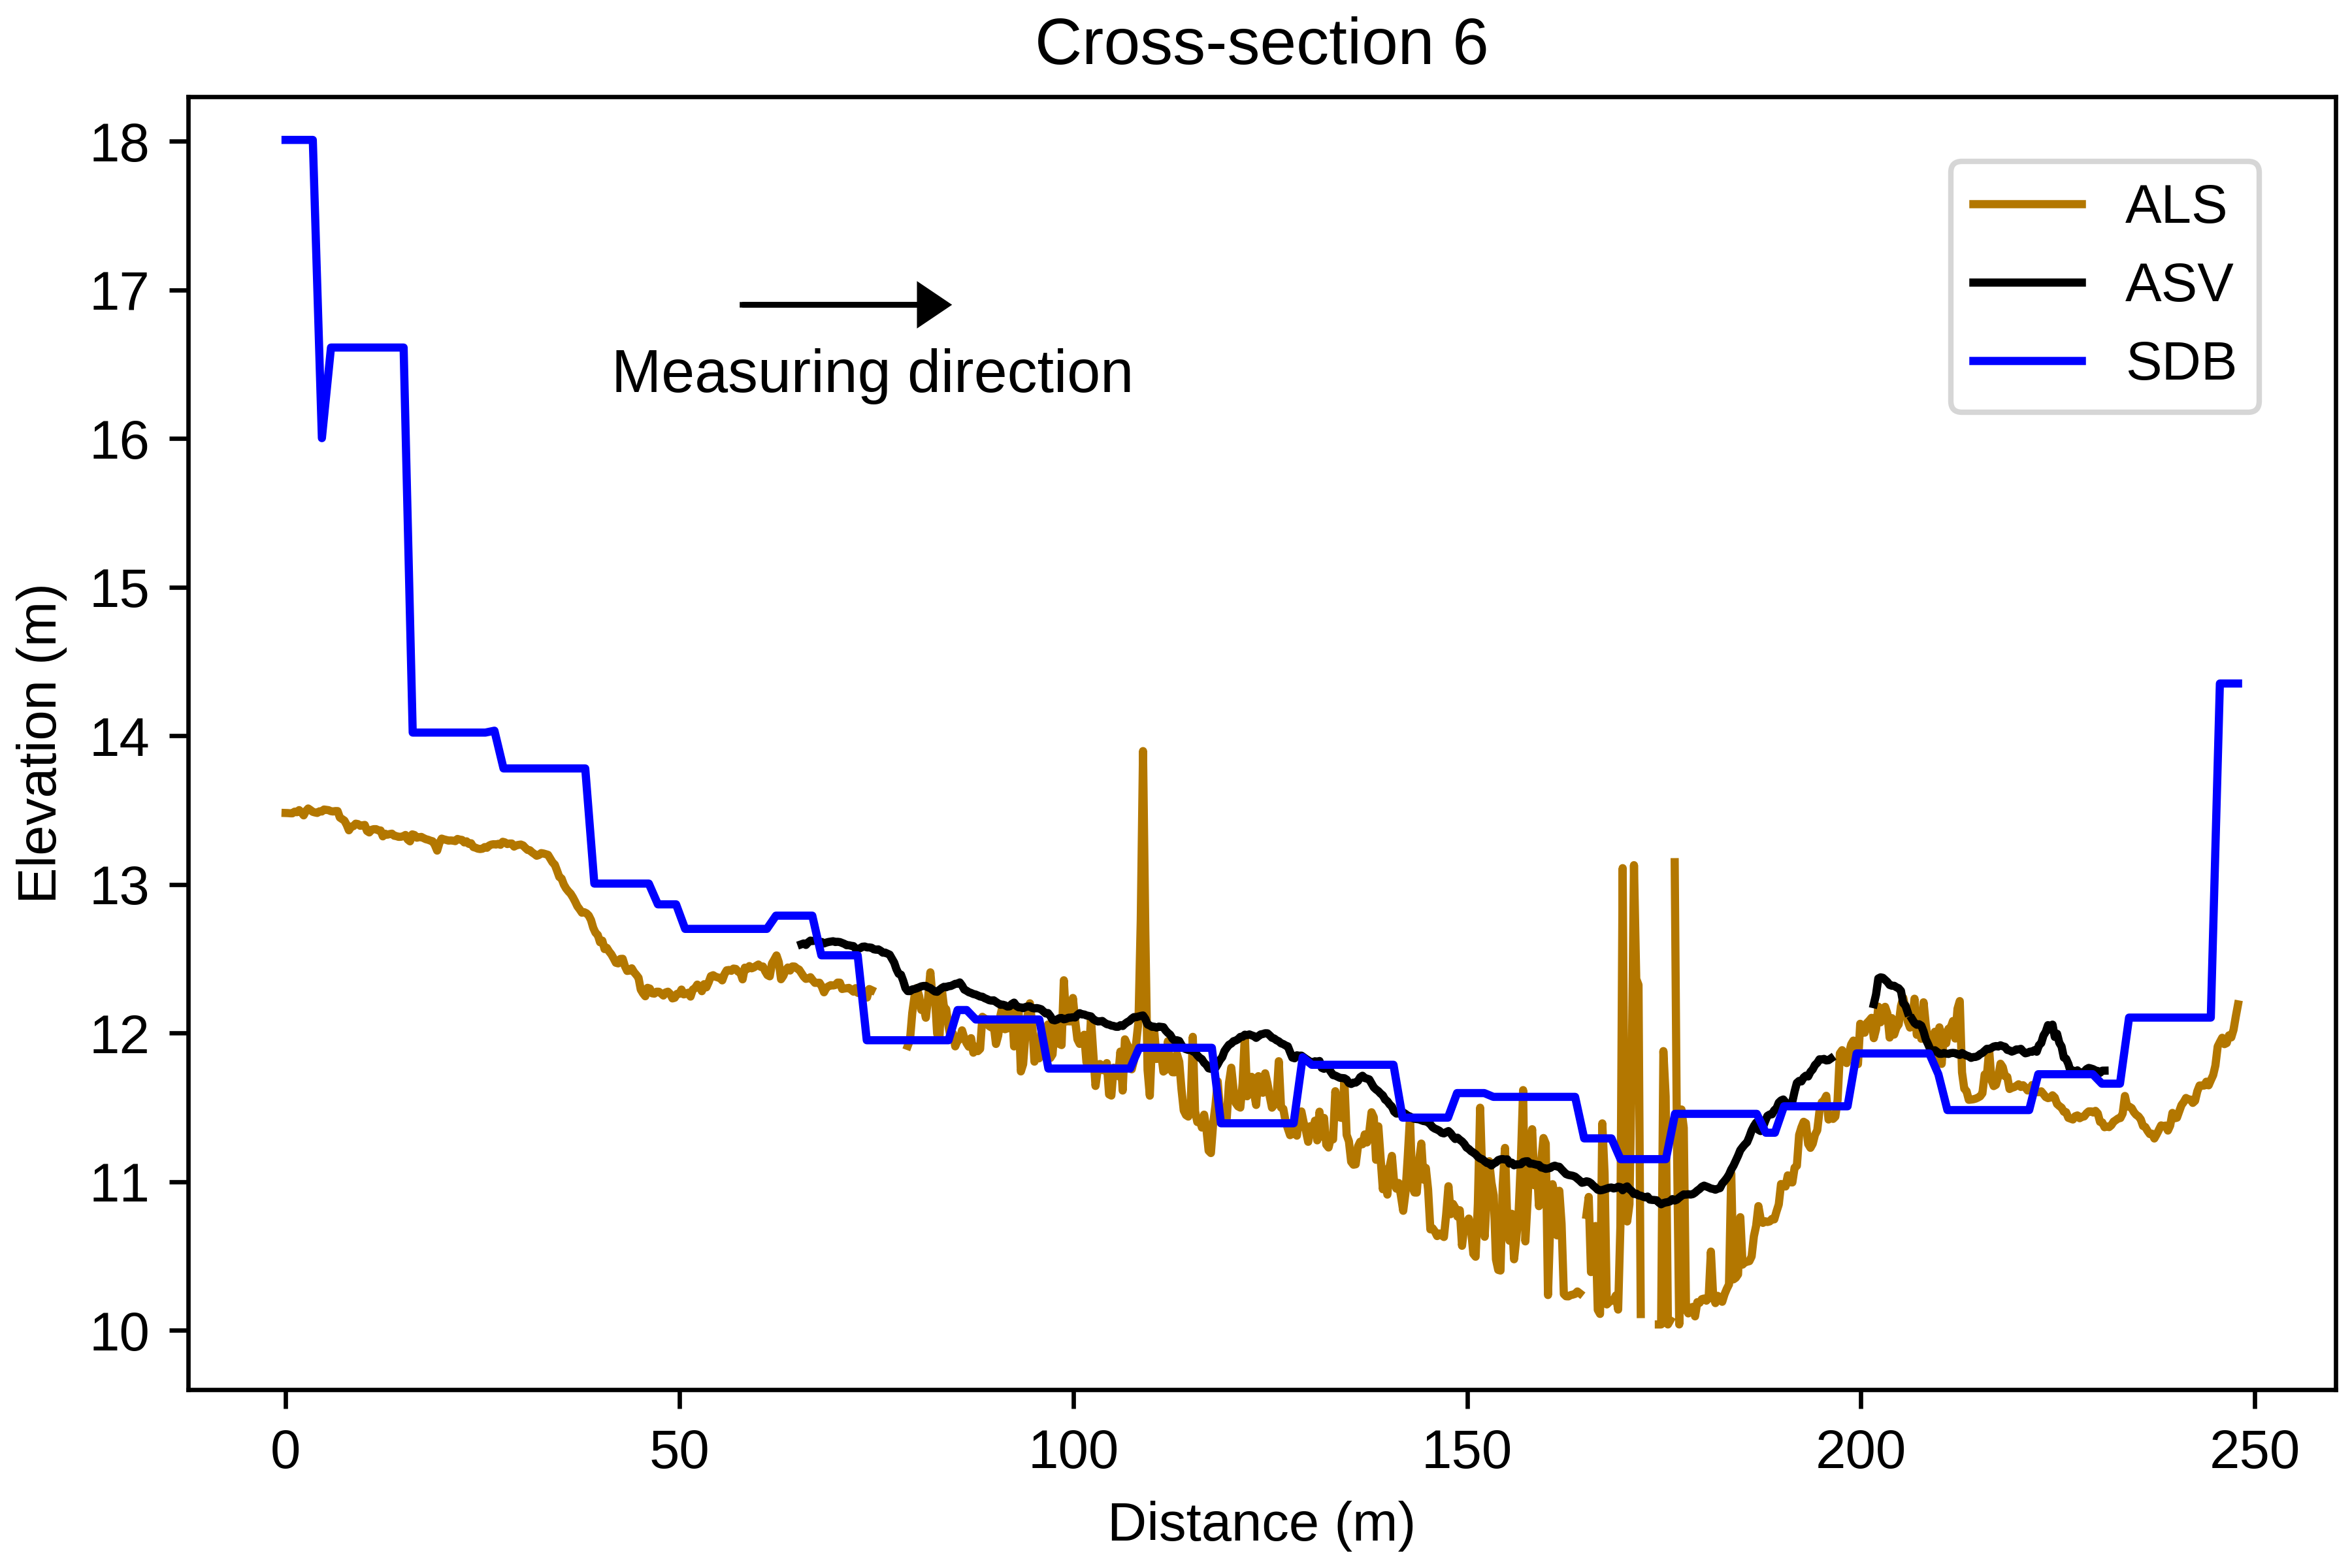 Cross-section 6
18
17
16
15
14
13
12
11
10
Elevation (m)
Measuring direction
ALS
ASV
SDB
0 50 100 150 200 250
Distance (m)